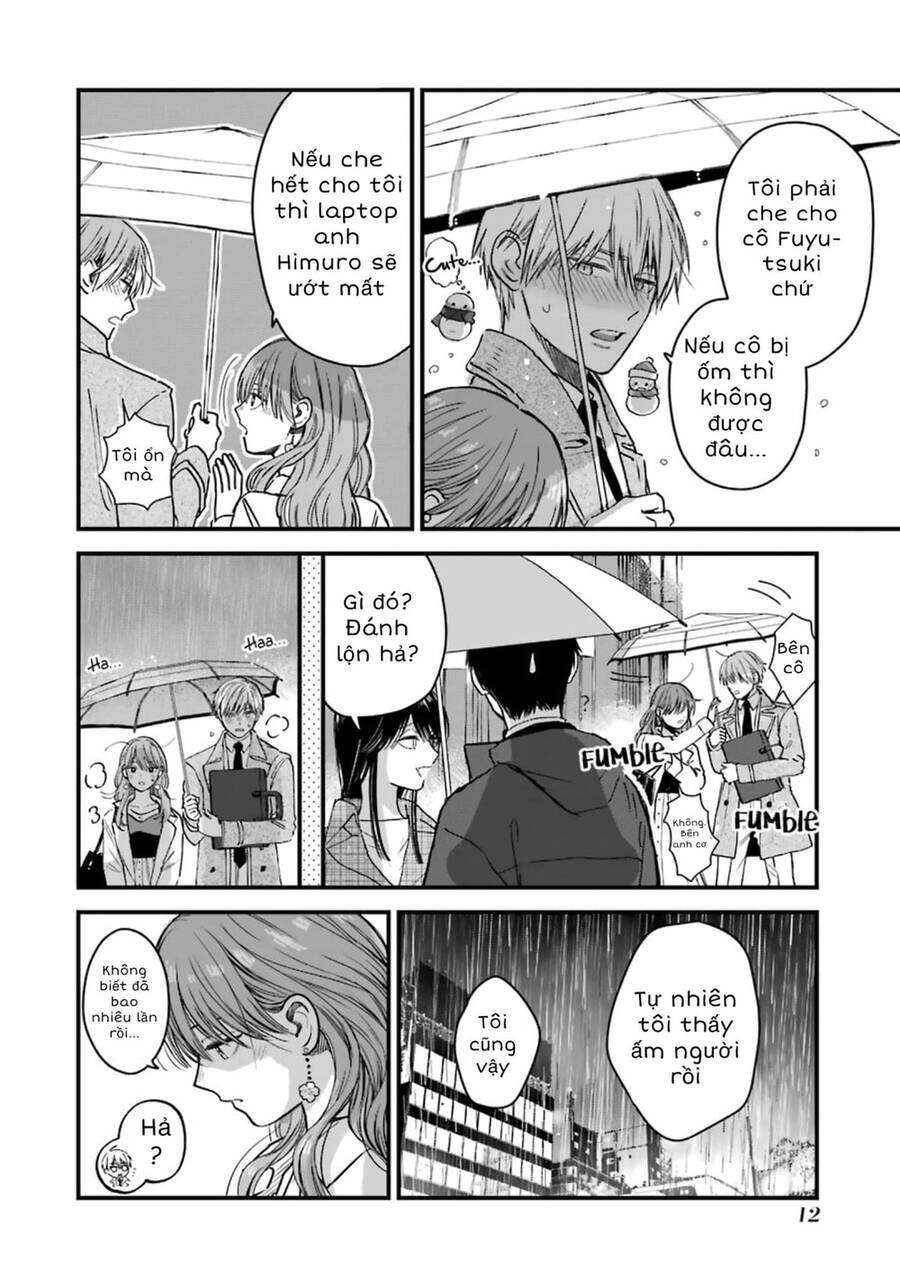 Tôi phải
che cho
cô Fuyu-
tsuki
chứ
Nếu cô bị
ốm thì
không
được
đâu...
Cute...
Nếu che
hết cho tôi
thì laptop
anh
Himuro sẽ
ướt mất
Tôi ổn
mà
Bên
cô
FUMBLE
FUMBLE
Không.
Bên
anh cơ
Gì đó?
Đánh
lộn hả?
Haa...
Ha...
Tự nhiên
tôi thấy
ấm người
rồi
Tôi
cũng
vậy
Không
biết đã
bao
nhiêu lần
rồi...
Hả
?
12